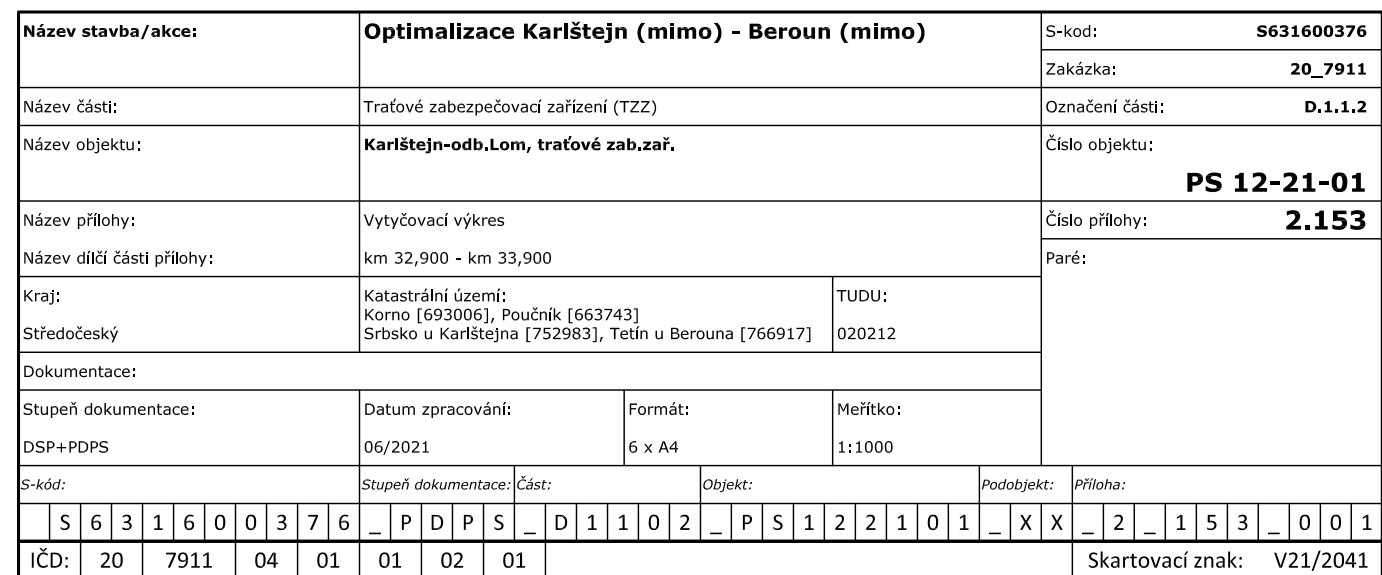 Název stavba/akce: Optimalizace Karlštejn (mimo) - Beroun (mimo) S-kod: S631600376
Zakázka: 20_7911
Název části: Traťové zabezpečovací zařízení (TZZ) Označení části: D.1.1.2
Název objektu: Karlštejn-odb.Lom, traťové zab.zař. Číslo objektu:
PS 12-21-01
Název přílohy: Vytyčovací výkres Číslo přílohy: 2.153
Název dílčí části přílohy: km 32,900 - km 33,900 Paré:
Kraj: Katastrální území: TUDU:
Korno [693006], Poučník [663743]
Středočeský Srbsko u Karlštejna [752983], Tetín u Berouna [766917] 020212
Dokumentace:
Stupeň dokumentace: Datum zpracování: Formát: Meřítko:
DSP+PDPS 06/2021 6 x A4 1:1000
S-kód: Stupeň dokumentace: Část: Objekt: Podobjekt: Příloha:
S 6 3 1 6 0 0 3 7 6 _ P D P S _ D 1 1 0 2 _ P S 1 2 2 1 0 1 _ X X _ 2 _ 1 5 3 _ 0 0 1
IČD: 20 7911 04 01 01 02 01 Skartovací znak: V21/2041